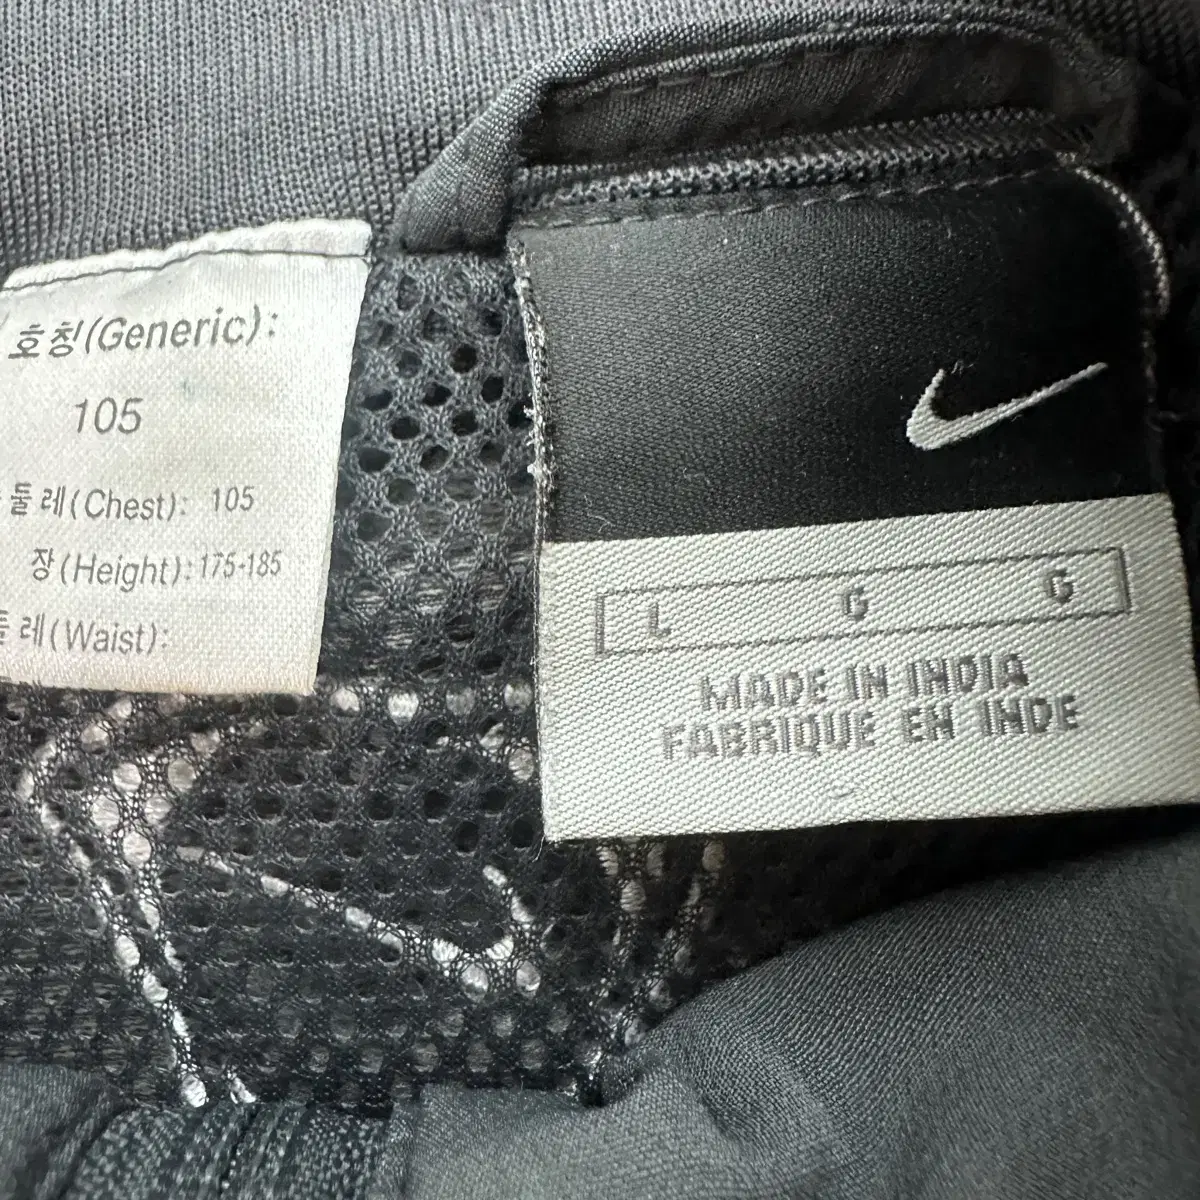 호칭(Generic):
105
둘레(Chest): 105
장(Height):175-185
둘레(Waist):
L G G
MADE IN INDIA
FABRIQUE EN INDE